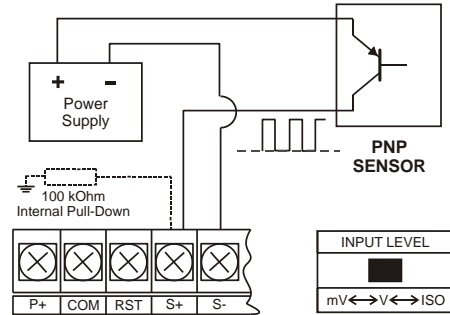 + -
Power
Supply
PNP
SENSOR
100 kOhm
Internal Pull-Down
INPUT LEVEL
mV⟷V⟷ISO
P+ COM RST S+ S-